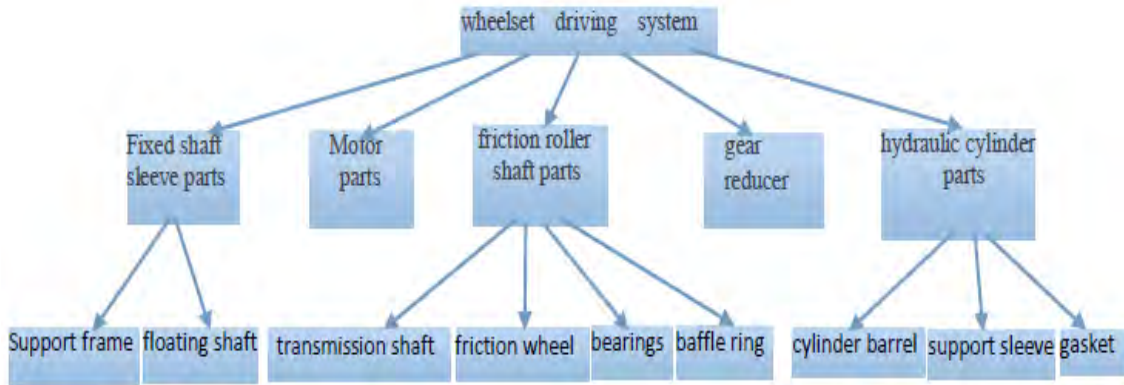 wheelset driving system
Fixed shaft
sleeve parts
Motor
parts
friction roller
shaft parts
gear
reducer
hydraulic cylinder
parts
Support frame
floating shaft
transmission shaft
friction wheel
bearings
baffle ring
cylinder barrel
support sleeve
gasket